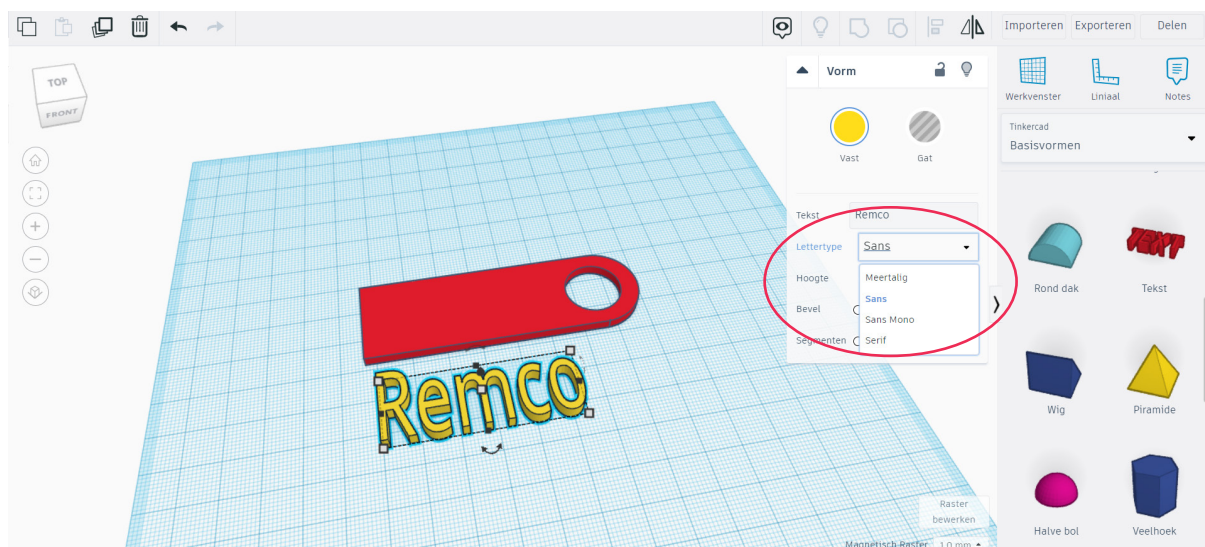 Importeren Exporteren Delen
TOP
FRONT
Vorm
Werkvenster Liniaal Notes
Tinkercad
Basisvormen
Vast Gat
Tekst Remco
Lettertype Sans
Hoogte Meertalig
Sans
Bevel Sans Mono
Segmenten Serif
TEXT
Rond dak Tekst
Remco
Wig Piramide
Raster
bewerken
Halve bol Veelhoek
Magnetisch Raster 1.0 mm